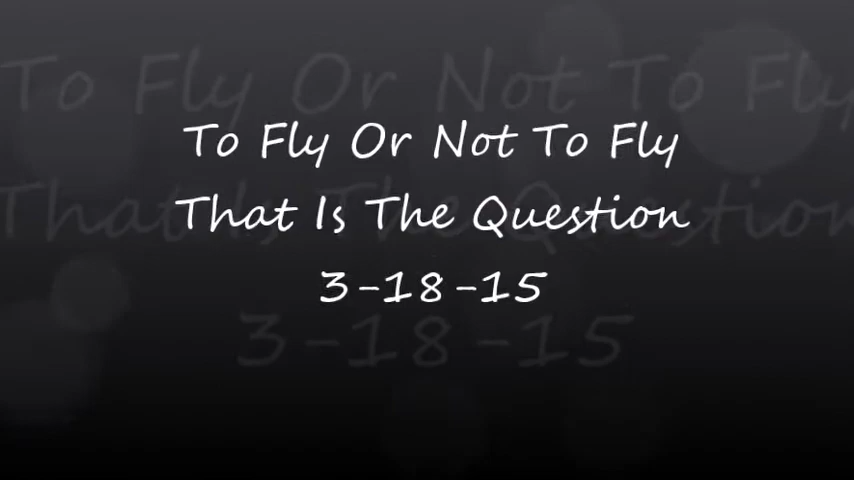 To Fly Or Not To Fly
That Is The Question
3-18-15